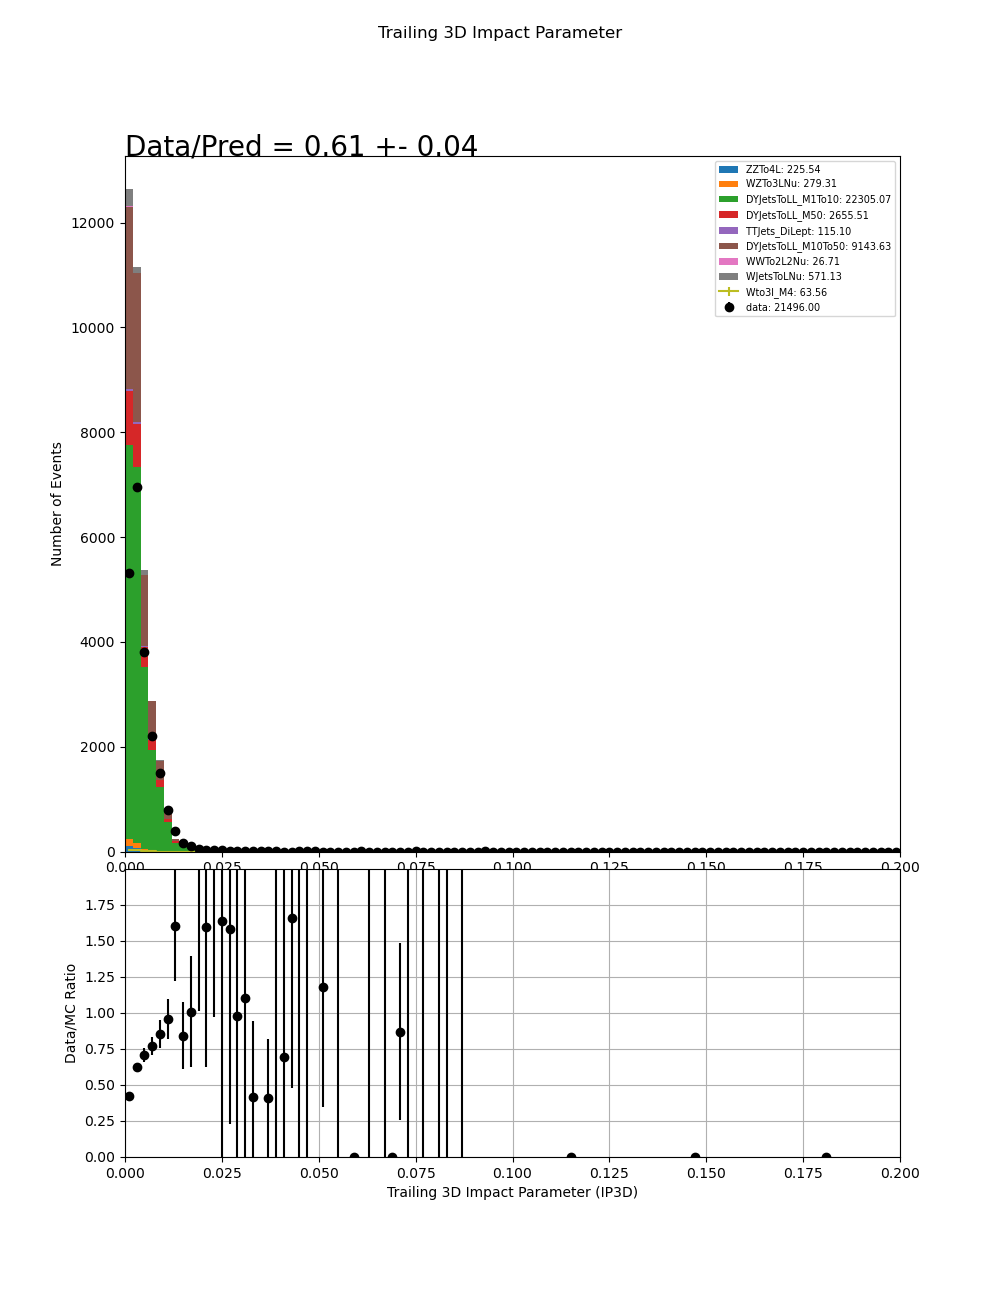 Trailing 3D Impact Parameter
Data/Pred = 0.61 +- 0.04
ZZTo4L: 225.54
WZTo3LNu: 279.31
DYJetsToLL_M1To10: 22305.07
DYJetsToLL_M50: 2655.51
TTJets_DiLept: 115.10
DYJetsToLL_M10To50: 9143.63
WWTo2L2Nu: 26.71
WJetsToLNu: 571.13
Wto3l_M4: 63.56
data: 21496.00
12000
10000
8000
6000
4000
2000
0
Number of Events
0.000 0.025 0.050 0.075 0.100 0.125 0.150 0.175 0.200
1.75
1.50
1.25
1.00
0.75
0.50
0.25
0.00
Data/MC Ratio
0.000 0.025 0.050 0.075 0.100 0.125 0.150 0.175 0.200
Trailing 3D Impact Parameter (IP3D)